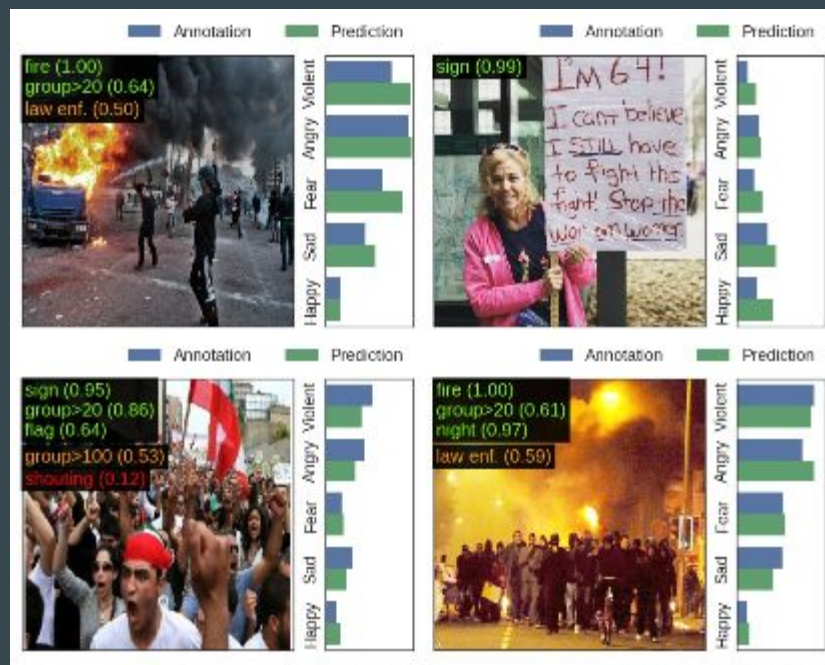 Annotation Prediction
fire (1.00)
group>20 (0.64)
law enf. (0.50)
Violent
Angry
Fear
Sad
Happy
Annotation Prediction
sign (0.99)
I'M 64!
I can't believe
I STILL have
to fight this
fight! Stop the
War on women.
Violent
Angry
Fear
Sad
Happy
Annotation Prediction
sign (0.95)
group>20 (0.86)
flag (0.64)
group>100 (0.53)
shouting (0.12)
Violent
Angry
Fear
Sad
Happy
Annotation Prediction
fire (1.00)
group>20 (0.61)
night (0.97)
law enf. (0.59)
Violent
Angry
Fear
Sad
Happy